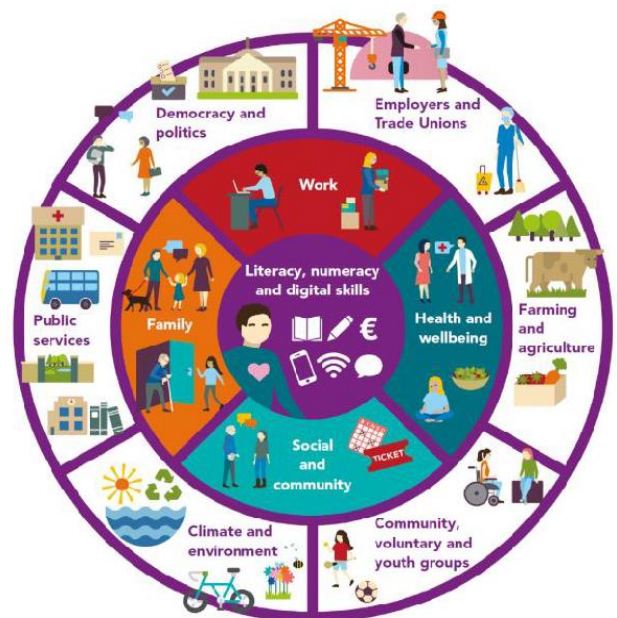 Democracy and
politics
Employers and
Trade Unions
Work
Literacy, numeracy
and digital skills
€
Family
Health and
wellbeing
Public
services
Farming
and
agriculture
Social
and
community
TICKET
Climate and
environment
Community,
voluntary and
youth groups